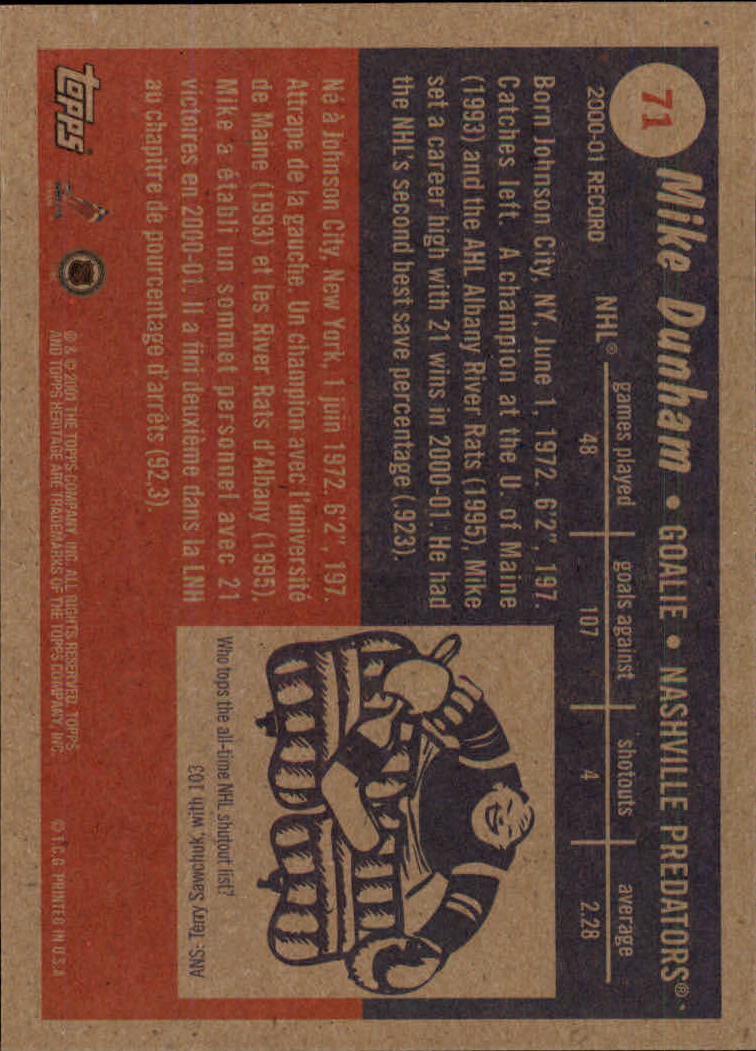 71
Mike Dunham • GOALIE • NASHVILLE PREDATORS®
2000-01 RECORD
games played goals against shotouts average
NHL® 48 107 4 2.28
Born Johnson City, NY, June 1, 1972. 6'2", 197.
Catches left. A champion at the U. of Maine
(1993) and the AHL Albany River Rats (1995), Mike
set a career high with 21 wins in 2000-01. He had
the NHL's second best save percentage (.923).
Né à Johnson City, New York, 1 juin 1972. 6'2", 197.
Attrape de la gauche. Un champion avec l'université
de Maine (1993) et les River Rats d'Albany (1995),
Mike a établi un sommet personnel avec 21
victoires en 2000-01. Il a fini deuxième dans la LNH
au chapitre de pourcentage d'arrêts (92,3).
Who tops the all-time NHL shutout list?
ANS: Terry Sawchuk, with 103
topps
® & © 2001 THE TOPPS COMPANY, INC. ALL RIGHTS RESERVED. TOPPS
AND TOPPS HERITAGE ARE TRADEMARKS OF THE TOPPS COMPANY, INC.
© T.C.G. PRINTED IN U.S.A.